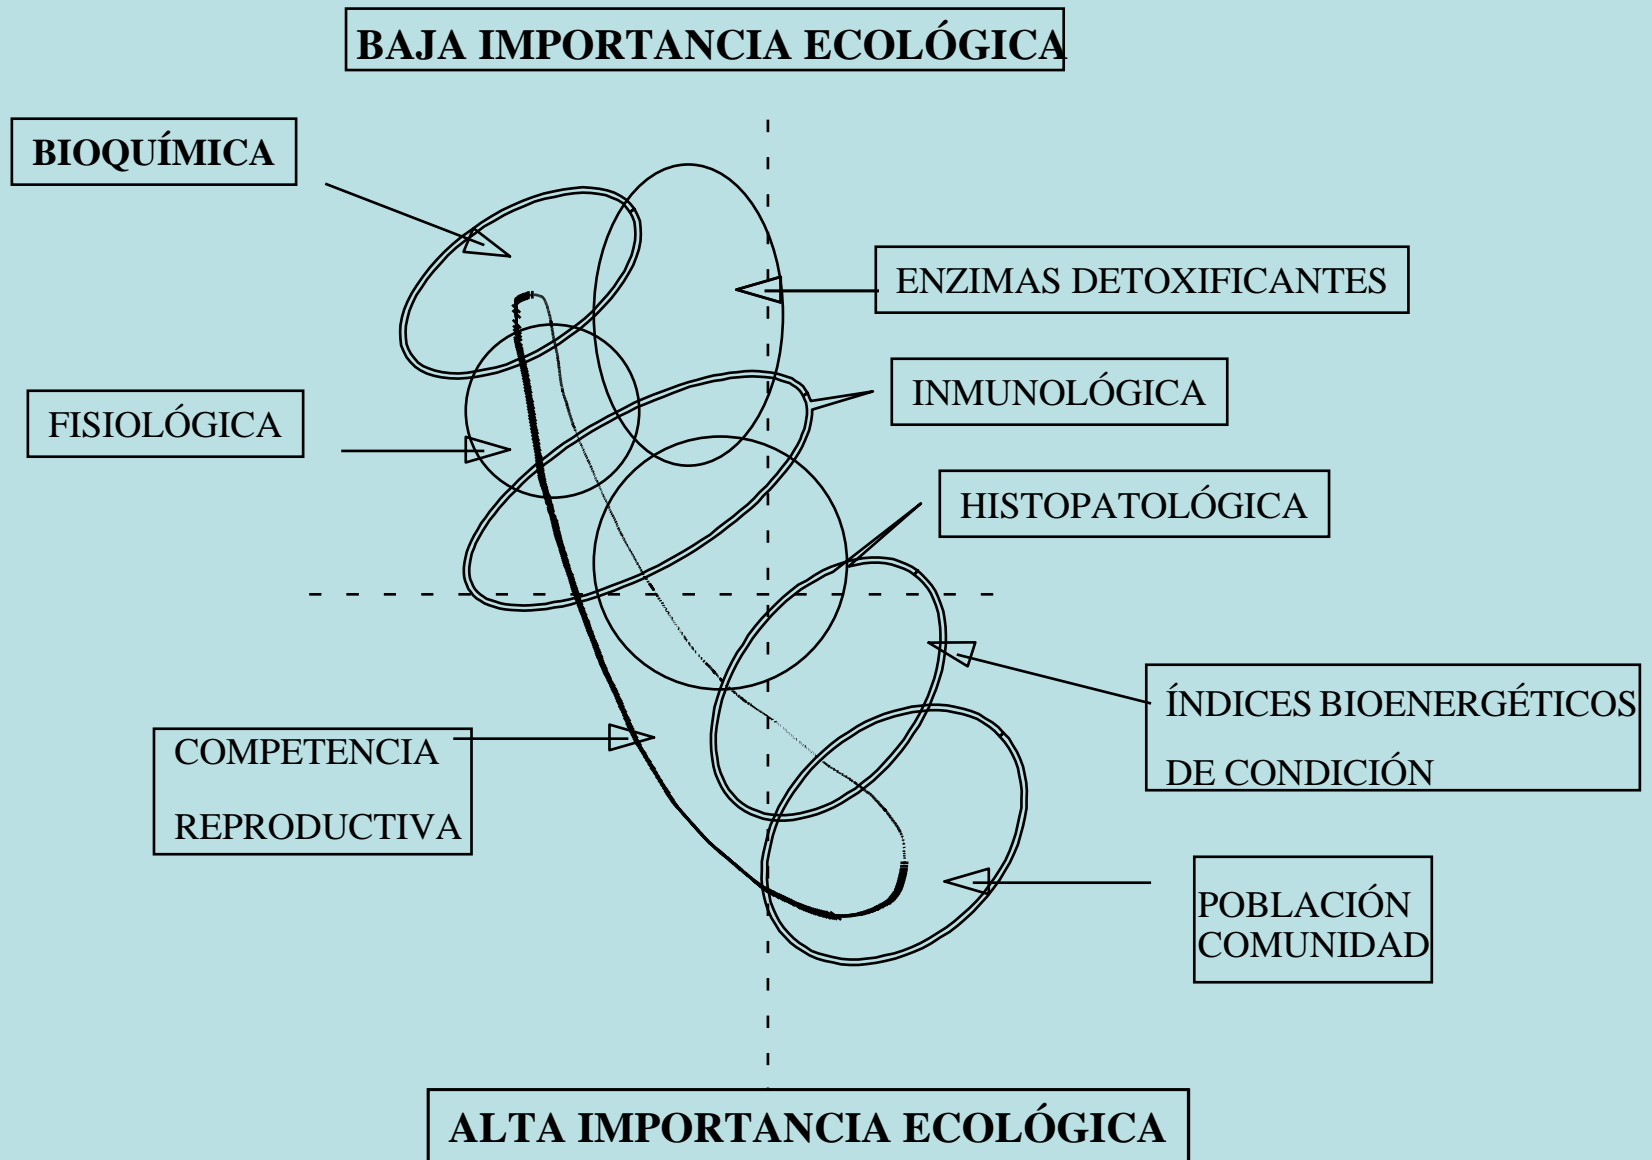 BAJA IMPORTANCIA ECOLÓGICA
BIOQUÍMICA
ENZIMAS DETOXIFICANTES
INMUNOLÓGICA
FISIOLÓGICA
HISTOPATOLÓGICA
ÍNDICES BIOENERGÉTICOS
DE CONDICIÓN
COMPETENCIA
REPRODUCTIVA
POBLACIÓN
COMUNIDAD
ALTA IMPORTANCIA ECOLÓGICA